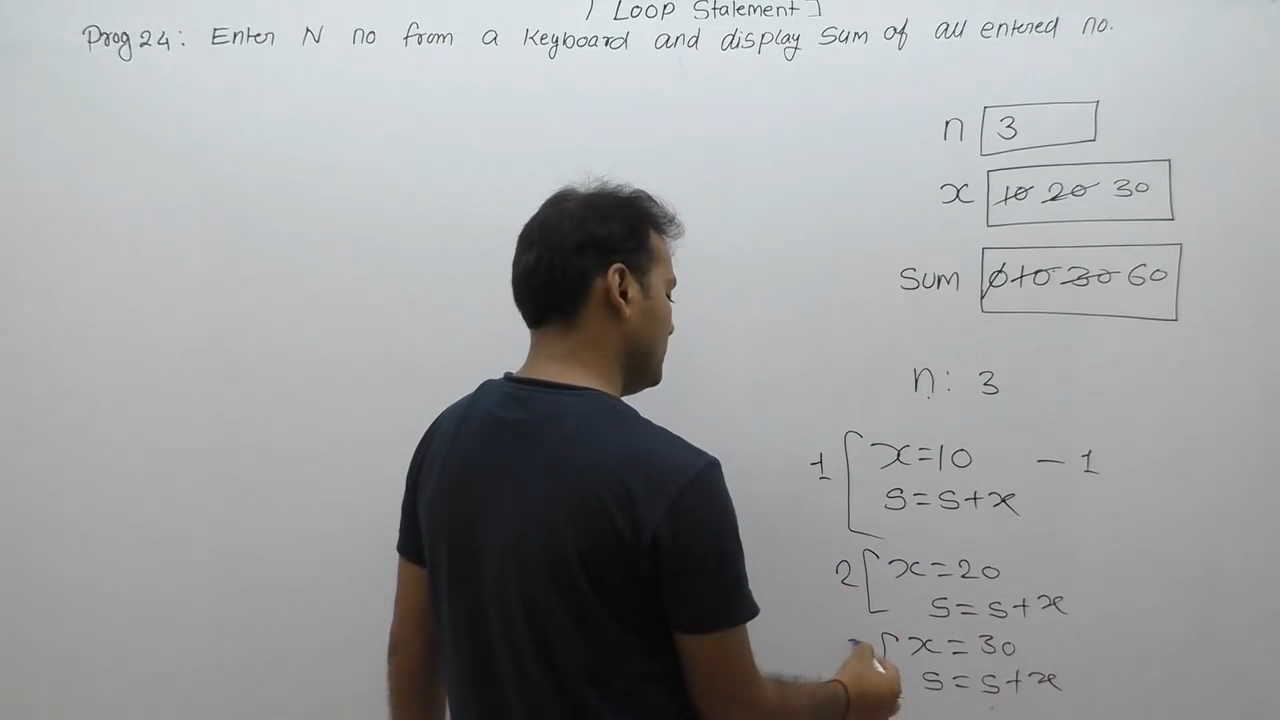 [ Loop Statement ]
Prog 24: Enter N no from a keyboard and display sum of all entered no.
n 3
x 10 20 30
sum 0 10 30 60
n: 3
1 x=10 - 1
s=s+x
2 x=20
s=s+x
x=30
s=s+x